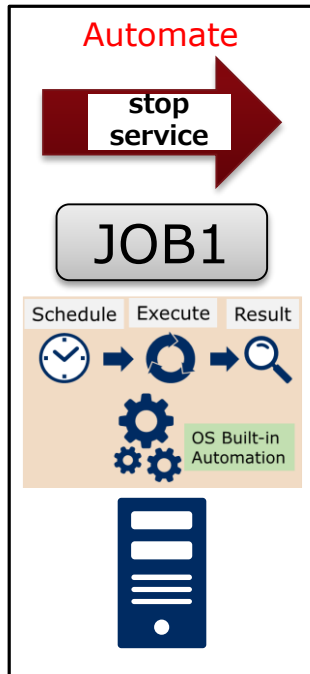 Automate
stop
service
JOB1
Schedule Execute Result
OS Built-in
Automation